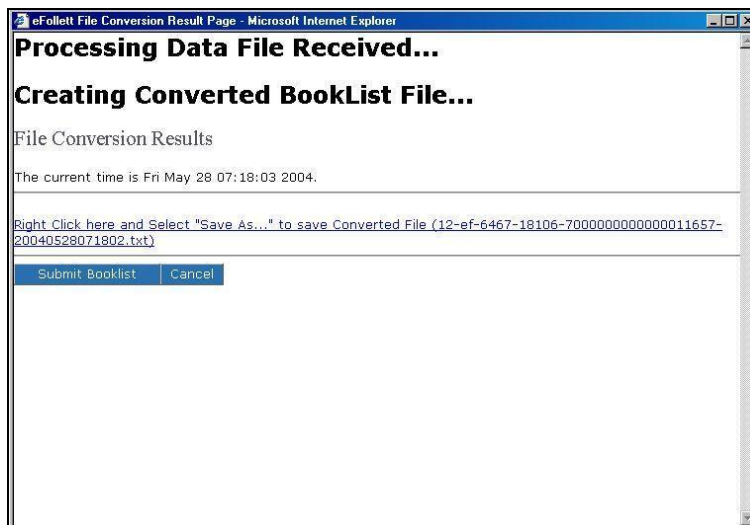 eFollett File Conversion Result Page - Microsoft Internet Explorer
Processing Data File Received...
Creating Converted BookList File...
File Conversion Results
The current time is Fri May 28 07:18:03 2004.
Right Click here and Select "Save As..." to save Converted File (12-ef-6467-18106-7000000000000011657-
20040528071802.txt)
Submit Booklist Cancel